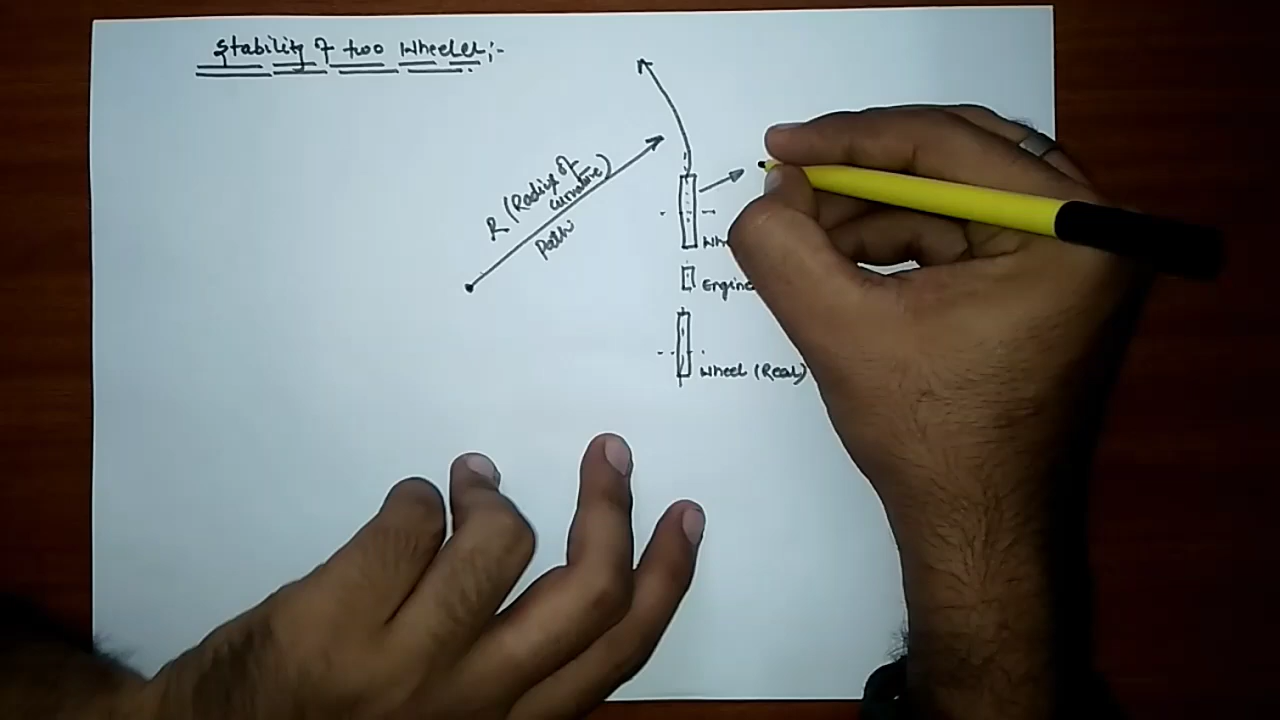 Stability of two Wheeler:-
R (Radius of
curvature)
Path
Engine
Wheel (Rear)